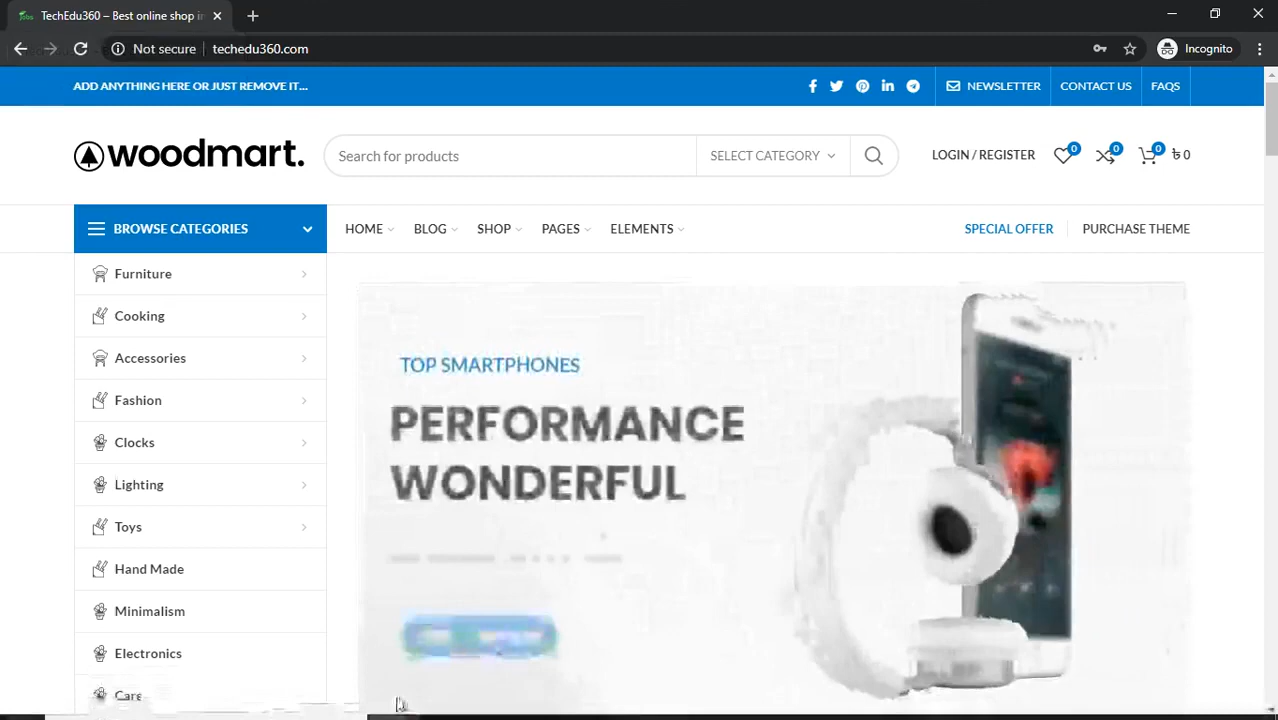 TechEdu360 – Best online shop in
Not secure
techedu360.com
Incognito
ADD ANYTHING HERE OR JUST REMOVE IT...
NEWSLETTER
CONTACT US
FAQS
woodmart.
Search for products
SELECT CATEGORY
LOGIN / REGISTER
0
0
0
৳ 0
BROWSE CATEGORIES
HOME
BLOG
SHOP
PAGES
ELEMENTS
SPECIAL OFFER
PURCHASE THEME
Furniture
Cooking
Accessories
Fashion
Clocks
Lighting
Toys
Hand Made
Minimalism
Electronics
TOP SMARTPHONES
PERFORMANCE
WONDERFUL